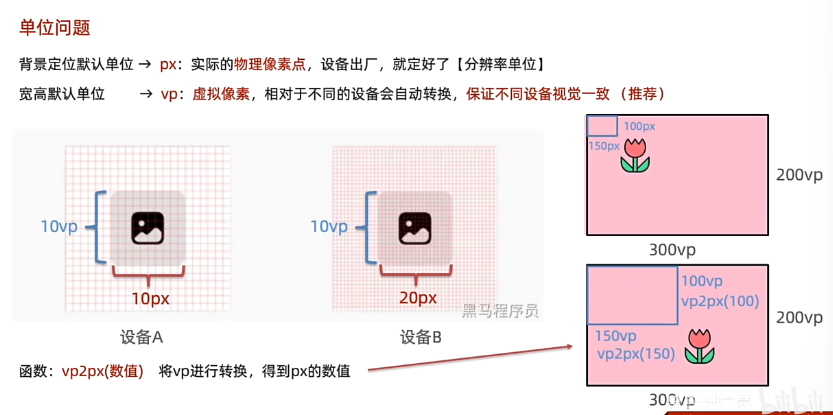 单位问题
背景定位默认单位 → px：实际的物理像素点，设备出厂，就定好了【分辨率单位】
宽高默认单位 → vp：虚拟像素，相对于不同的设备会自动转换，保证不同设备视觉一致 （推荐）
100px
150px
200vp
300vp
10vp
10px
设备A
10vp
20px
黑马程序员
设备B
100vp
vp2px(100)
150vp
vp2px(150)
200vp
300vp
函数：vp2px(数值) 将vp进行转换，得到px的数值
bilibili